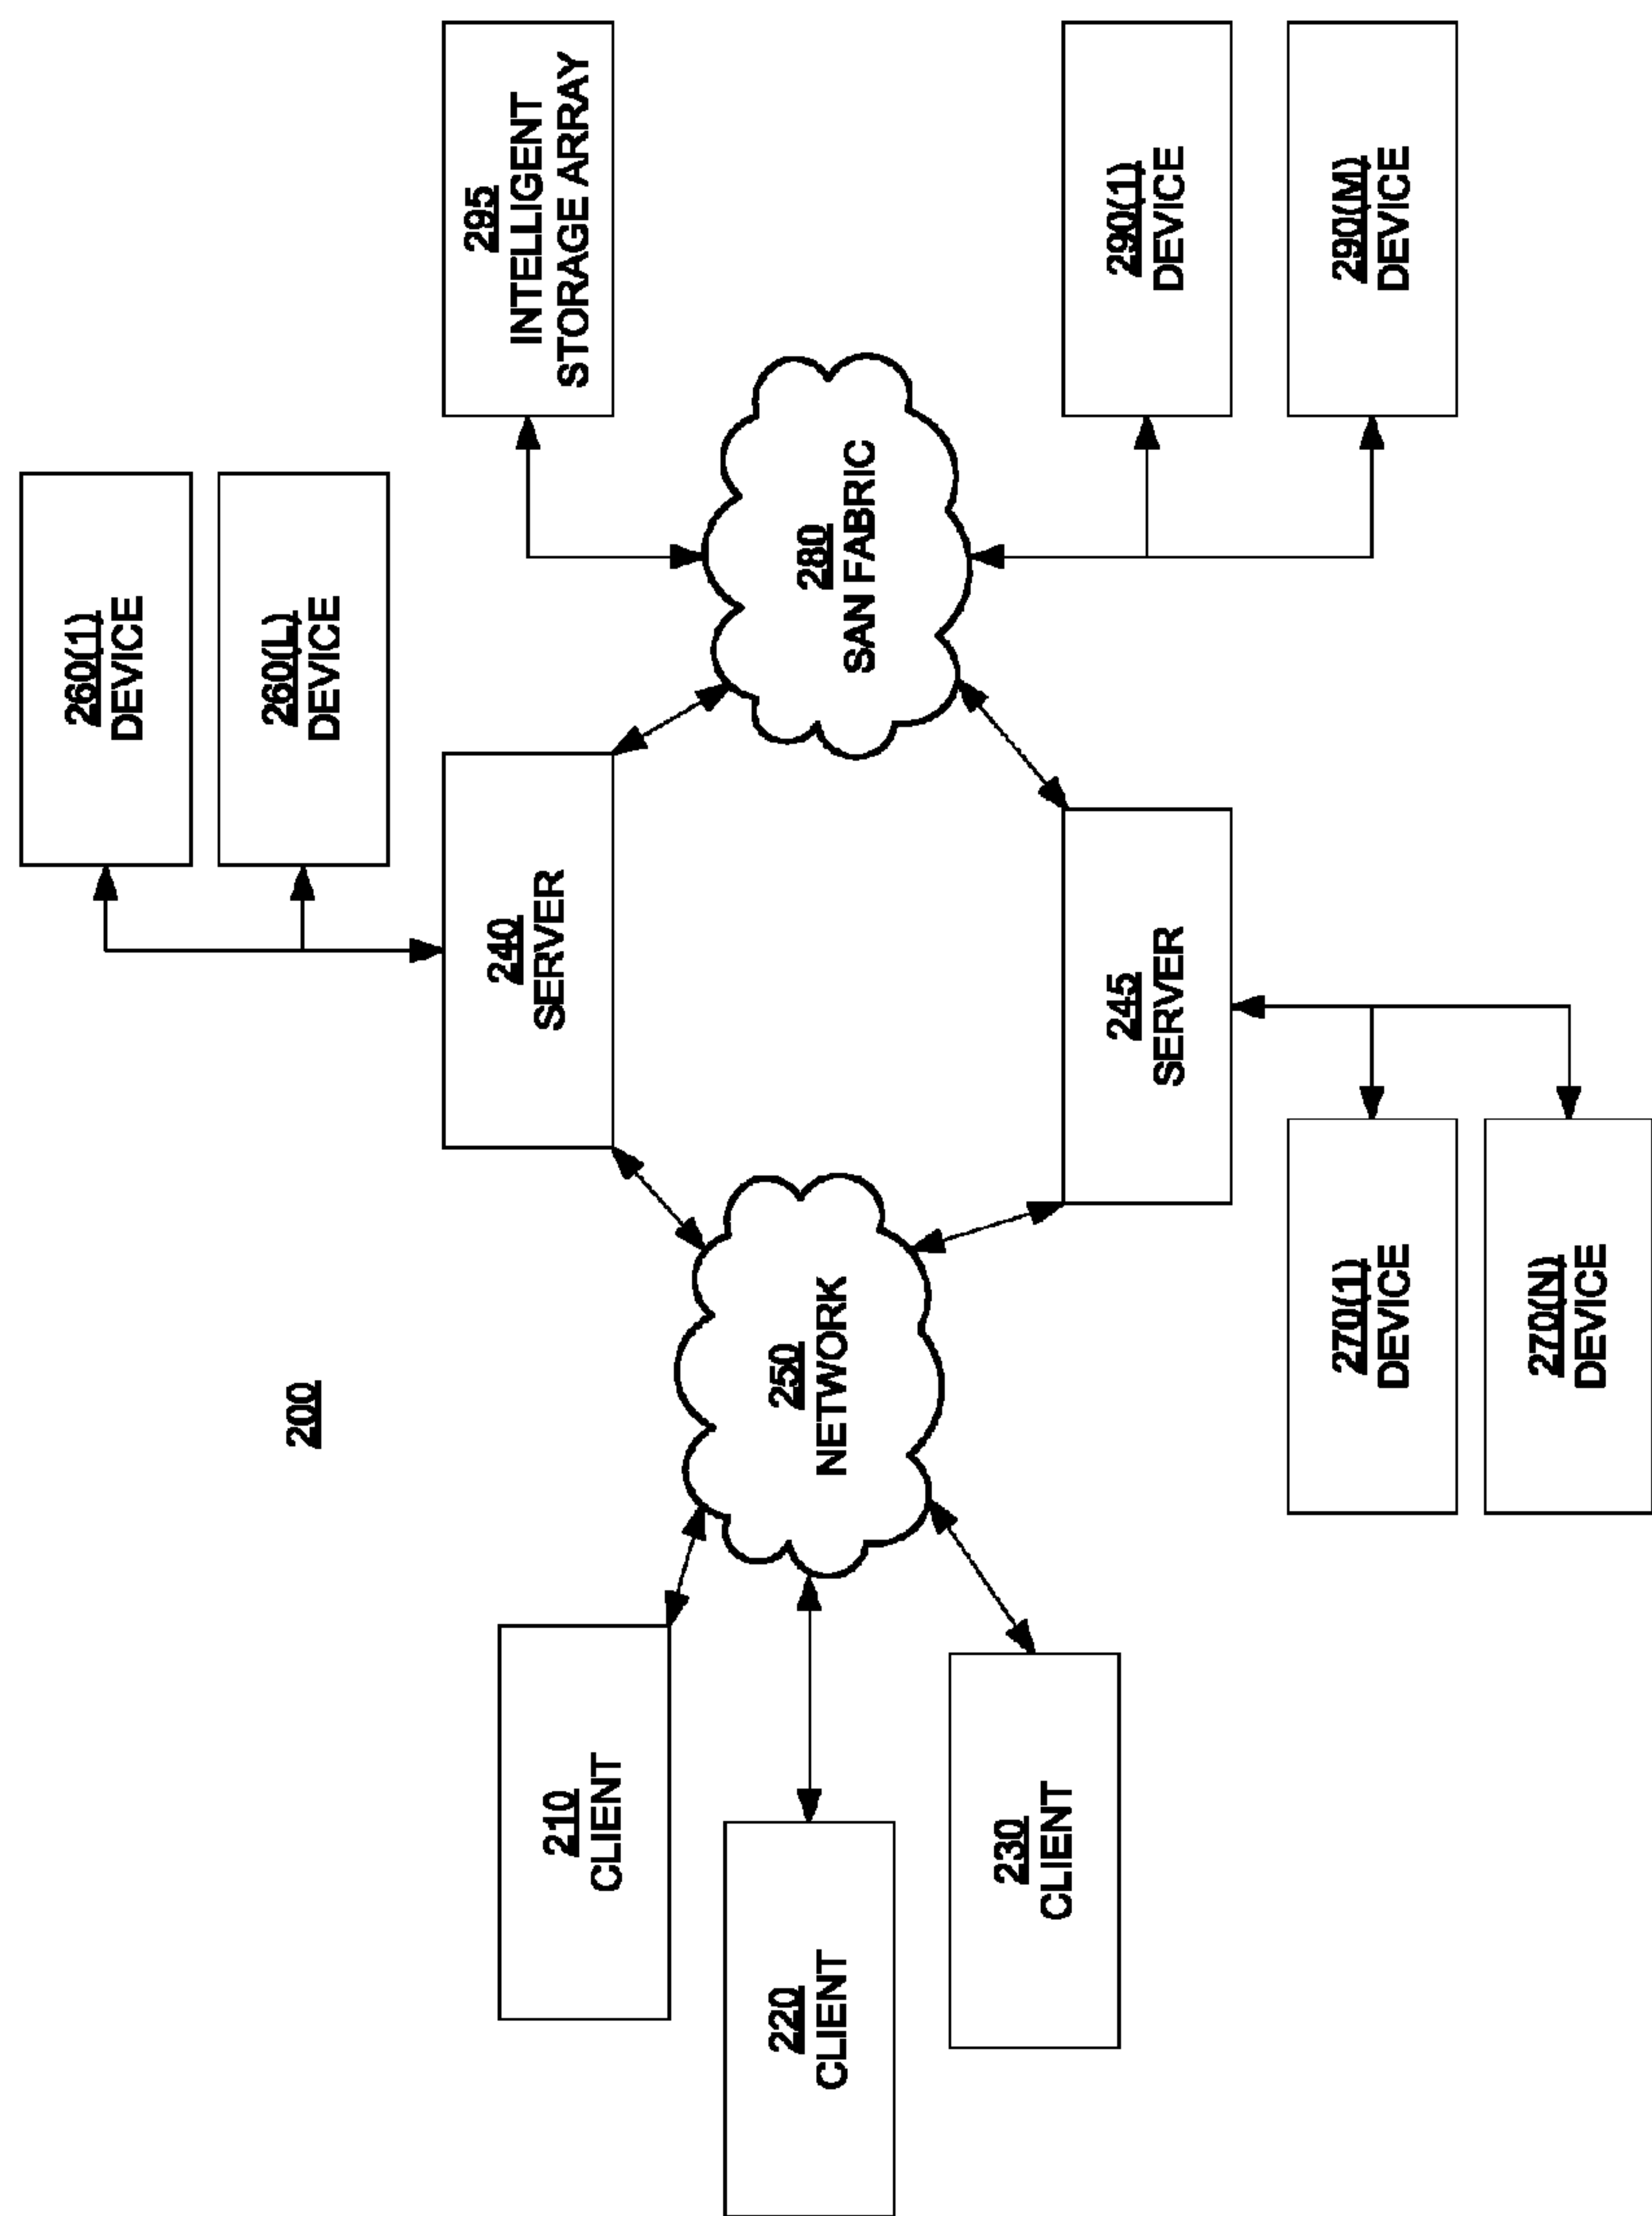 200
260(1)
DEVICE
260(L)
DEVICE
210
CLIENT
240
SERVER
295
INTELLIGENT
STORAGE ARRAY
220
CLIENT
250
NETWORK
280
SAN FABRIC
230
CLIENT
245
SERVER
290(1)
DEVICE
270(1)
DEVICE
290(M)
DEVICE
270(N)
DEVICE